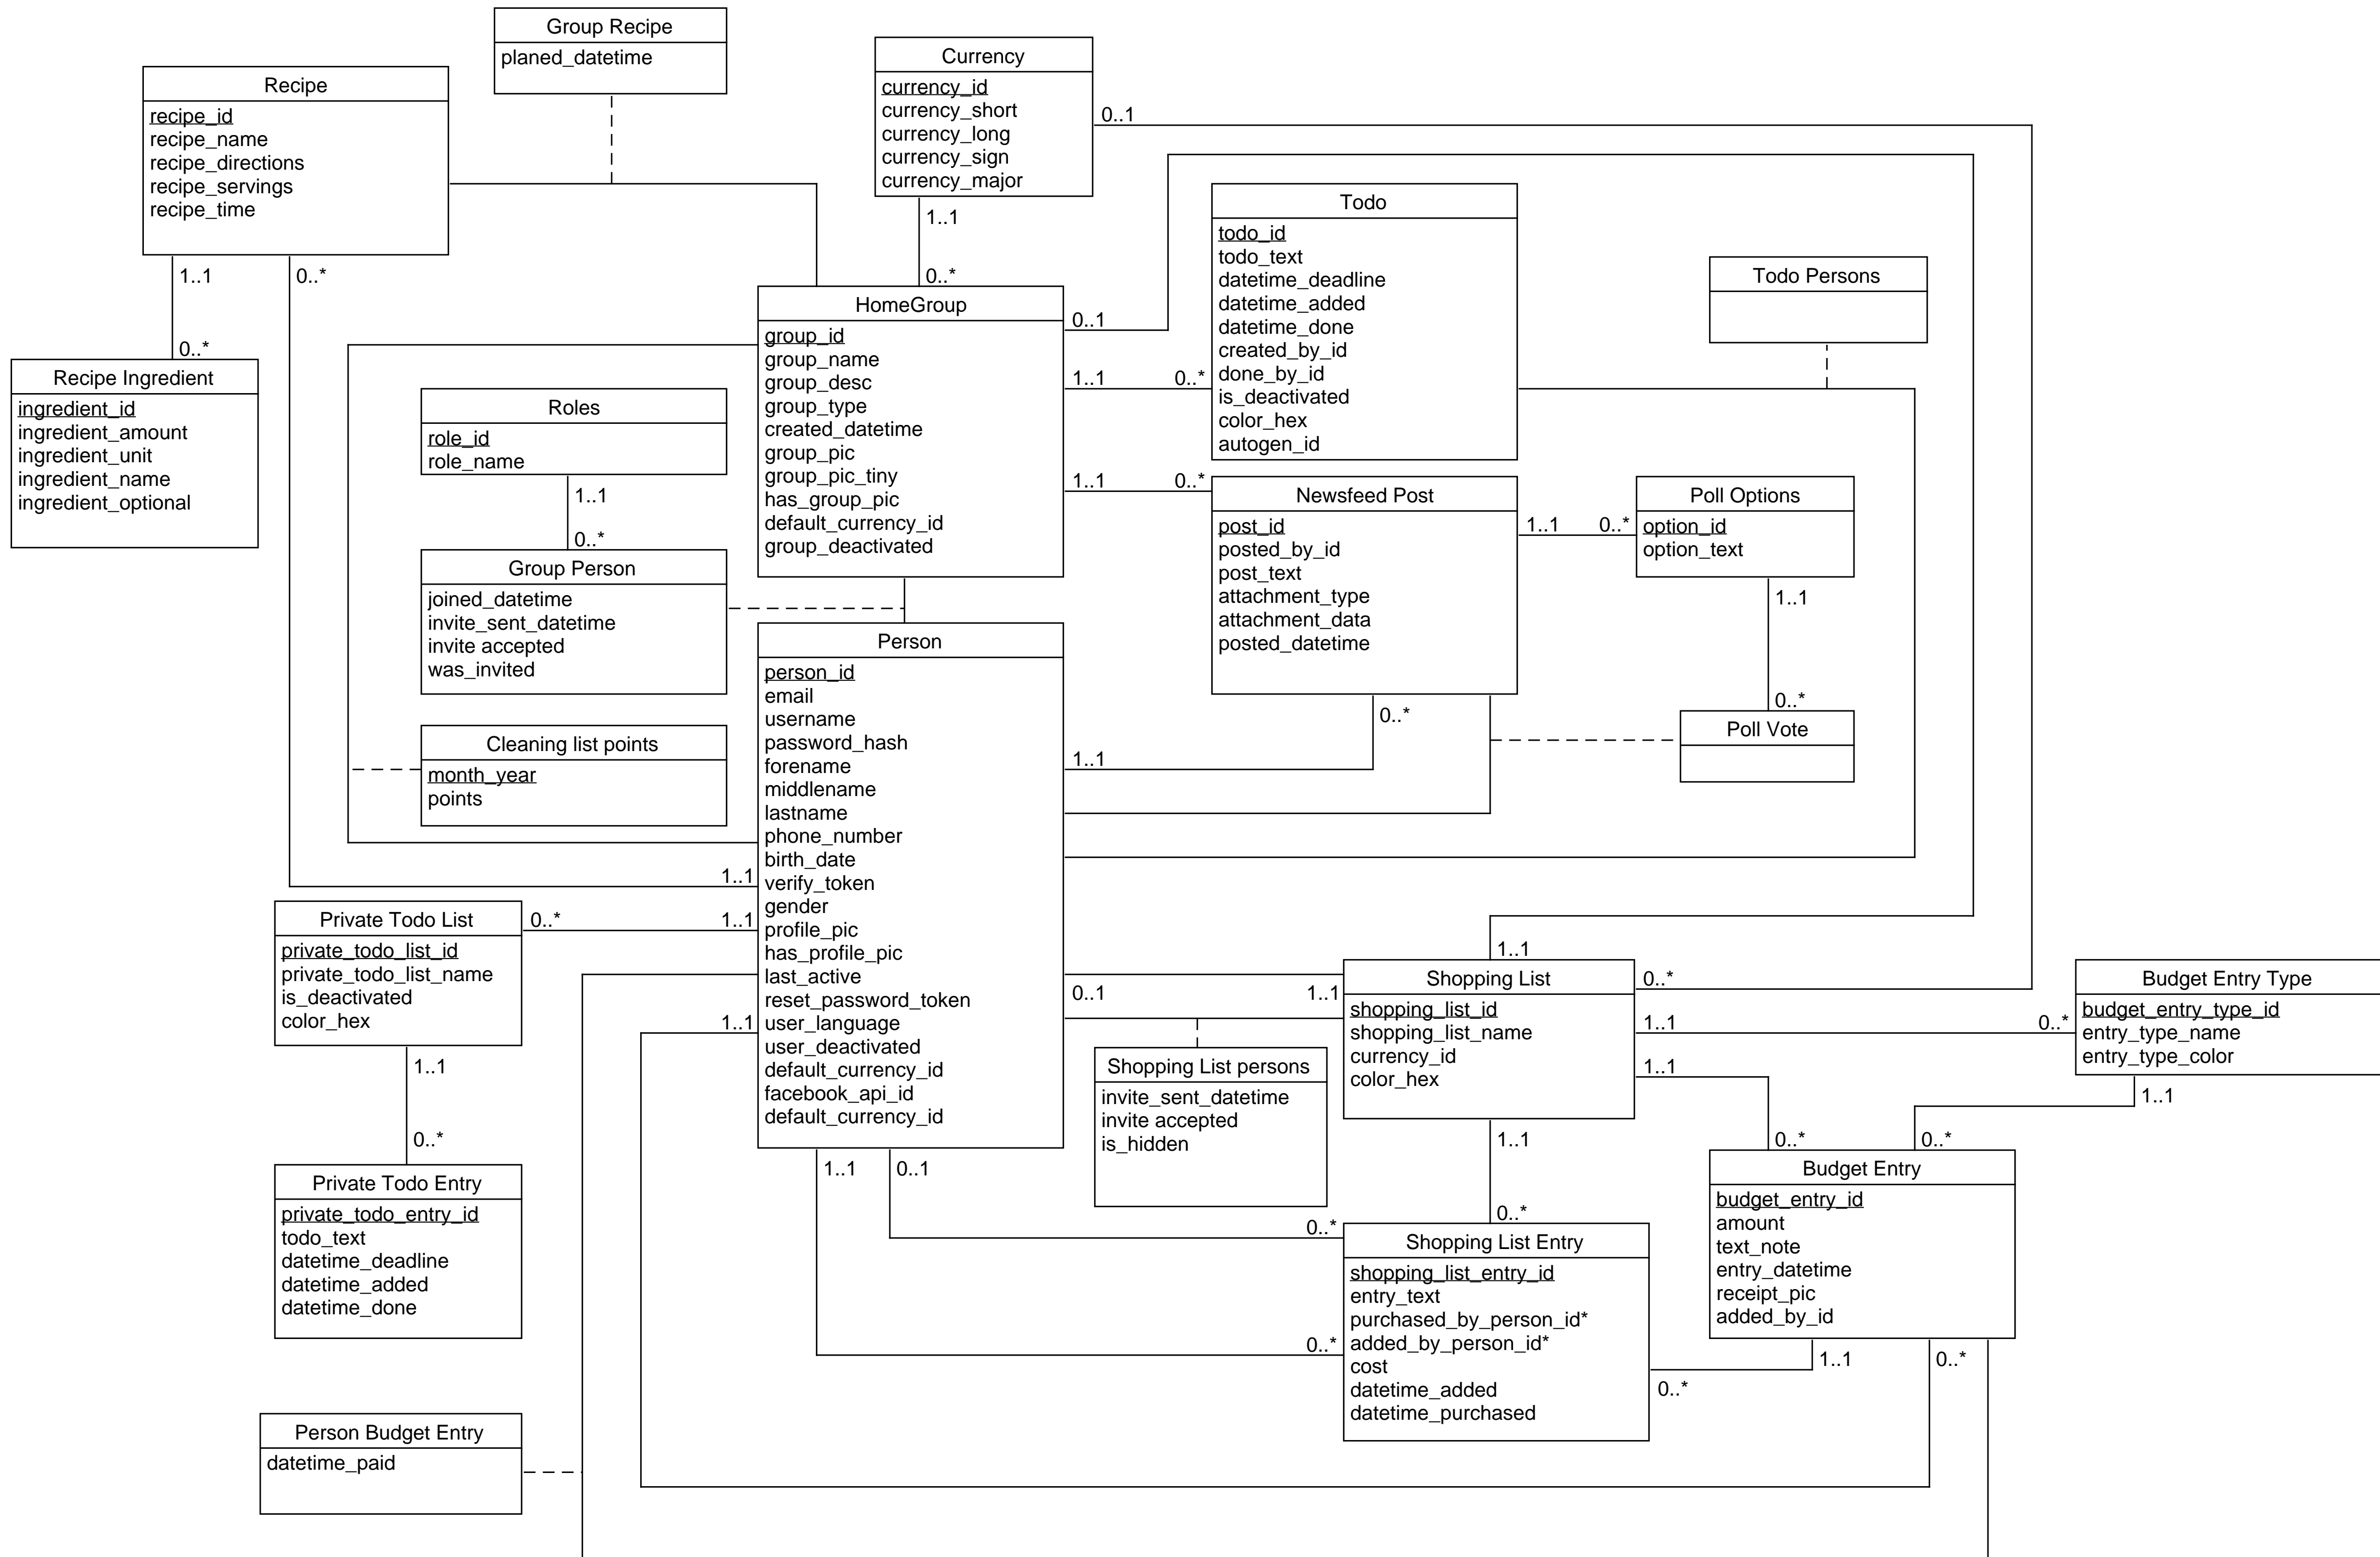 Group Recipe
planed_datetime
Recipe
recipe_id
recipe_name
recipe_directions
recipe_servings
recipe_time
Currency
currency_id
currency_short
currency_long
currency_sign
currency_major
0..1
1..1
0..*
1..1
0..*
0..*
Recipe Ingredient
ingredient_id
ingredient_amount
ingredient_unit
ingredient_name
ingredient_optional
HomeGroup
group_id
group_name
group_desc
group_type
created_datetime
group_pic
group_pic_tiny
has_group_pic
default_currency_id
group_deactivated
0..1
1..1
0..*
1..1
0..*
Todo
todo_id
todo_text
datetime_deadline
datetime_added
datetime_done
created_by_id
done_by_id
is_deactivated
color_hex
autogen_id
Todo Persons
Roles
role_id
role_name
1..1
0..*
Group Person
joined_datetime
invite_sent_datetime
invite accepted
was_invited
Newsfeed Post
post_id
posted_by_id
post_text
attachment_type
attachment_data
posted_datetime
1..1
0..*
Poll Options
option_id
option_text
1..1
0..*
Poll Vote
0..*
1..1
Cleaning list points
month_year
points
Person
person_id
email
username
password_hash
forename
middlename
lastname
phone_number
birth_date
verify_token
gender
profile_pic
has_profile_pic
last_active
reset_password_token
user_language
user_deactivated
default_currency_id
facebook_api_id
default_currency_id
1..1
0..*
1..1
1..1
Private Todo List
private_todo_list_id
private_todo_list_name
is_deactivated
color_hex
1..1
0..*
Private Todo Entry
private_todo_entry_id
todo_text
datetime_deadline
datetime_added
datetime_done
0..1
1..1
1..1
0..*
Shopping List
shopping_list_id
shopping_list_name
currency_id
color_hex
1..1
0..*
1..1
Budget Entry Type
budget_entry_type_id
entry_type_name
entry_type_color
1..1
Shopping List persons
invite_sent_datetime
invite accepted
is_hidden
1..1
0..1
1..1
0..*
0..*
0..*
0..*
0..*
Shopping List Entry
shopping_list_entry_id
entry_text
purchased_by_person_id*
added_by_person_id*
cost
datetime_added
datetime_purchased
Budget Entry
budget_entry_id
amount
text_note
entry_datetime
receipt_pic
added_by_id
1..1
0..*
0..*
Person Budget Entry
datetime_paid